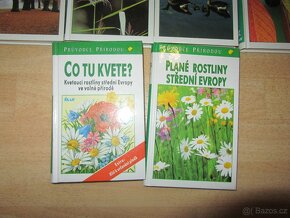 PRŮVODCE PŘÍRODOU
CO TU KVETE?
Kvetoucí rostliny střední Evropy
ve volné přírodě
PRŮVODCE PŘÍRODOU
PLANÉ ROSTLINY
STŘEDNÍ EVROPY
Bazoš.cz